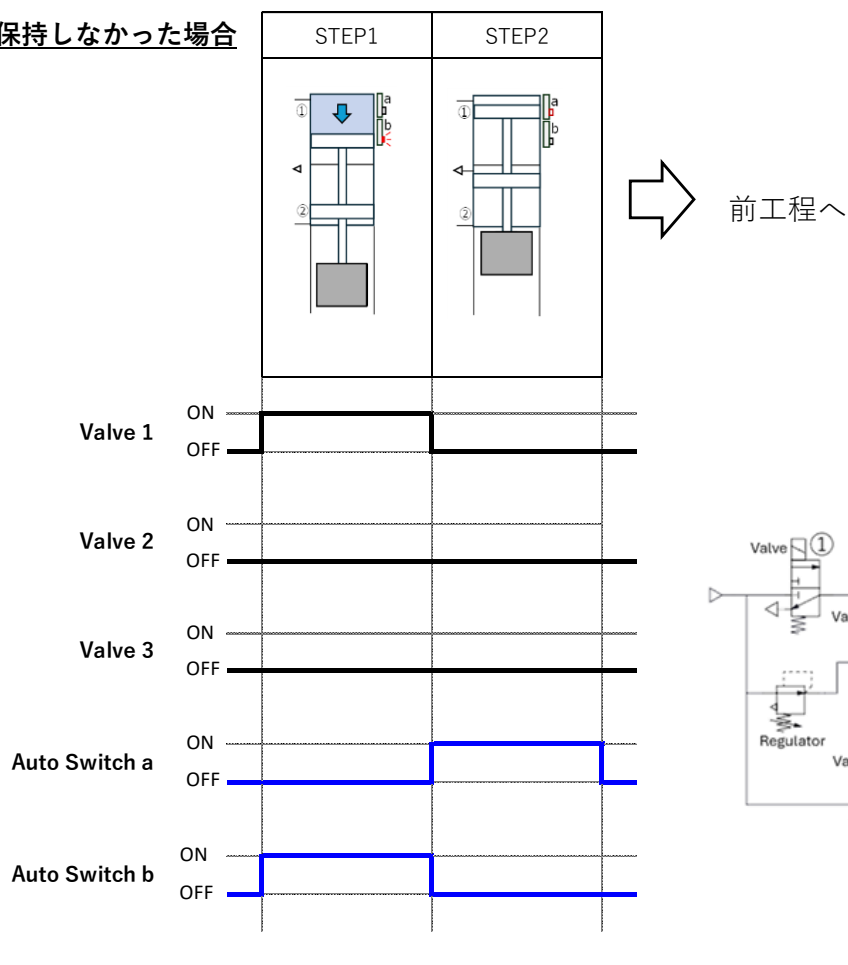 保持しなかった場合
STEP1
STEP2
① a
b
②
① a
b
②
前工程へ
Valve 1
ON
OFF
Valve 2
ON
OFF
Valve 3
ON
OFF
Auto Switch a
ON
OFF
Auto Switch b
ON
OFF
Valve ①
Va
Regulator
Va